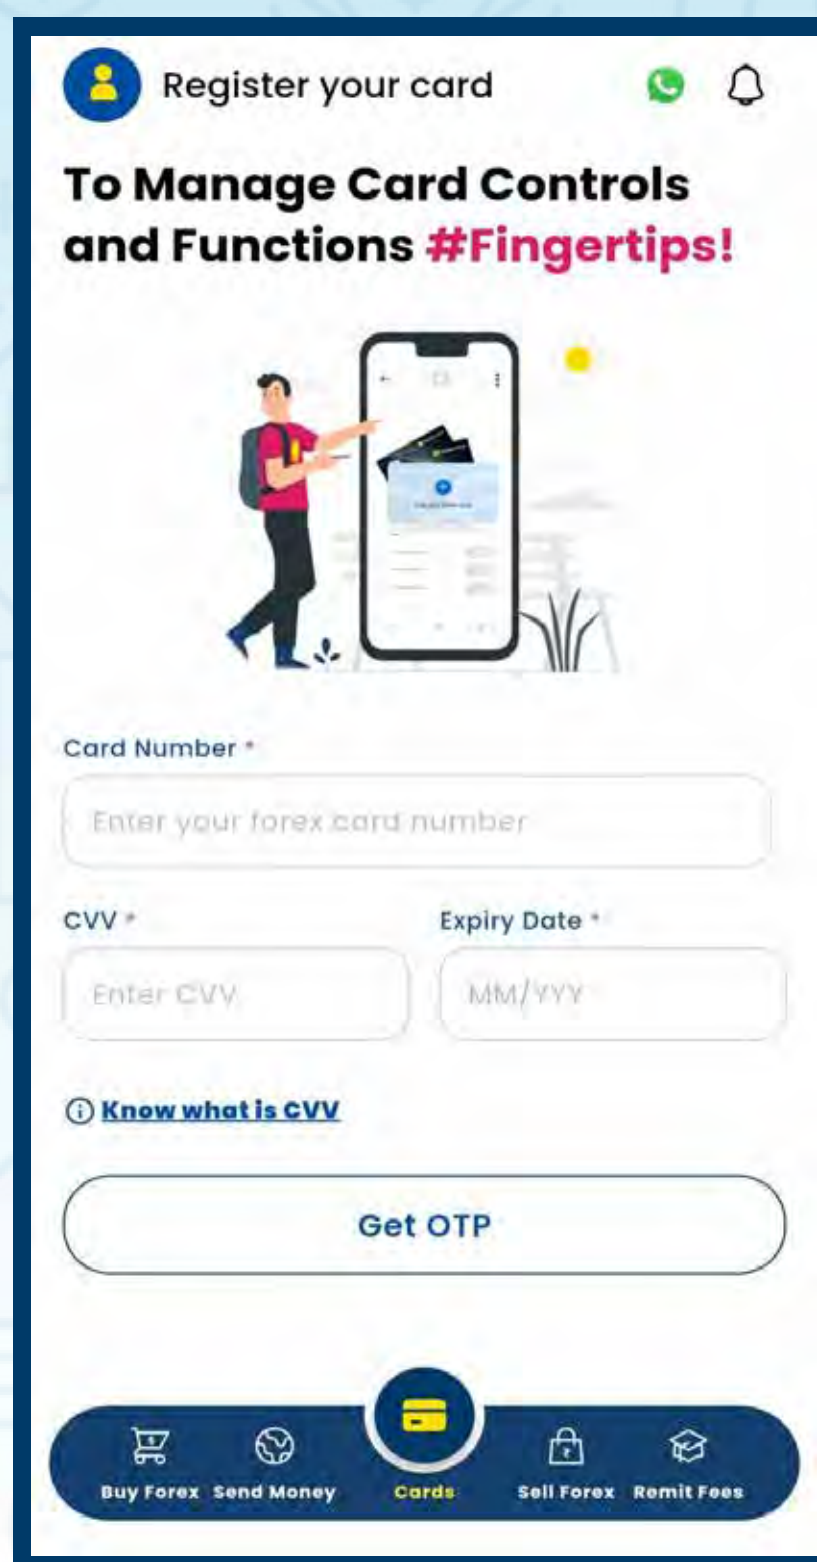 Register your card
To Manage Card Controls
and Functions #Fingertips!
Card Number *
Enter your forex card number
CVV *
Expiry Date *
Enter CVV
MM/YYY
Know what is CVV
Get OTP
Buy Forex
Send Money
Cards
Sell Forex
Remit Fees